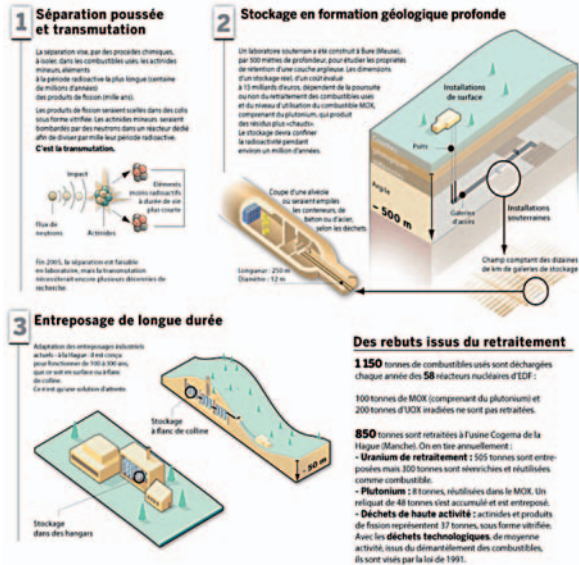 1
Séparation poussée
et transmutation
La séparation vise, par des procédés chimiques,
à isoler, dans les combustibles usés, les actinides
mineurs, éléments
à la période radioactive la plus longue (centaine
de millions d'années)
des produits de fission (mille ans).
Les produits de fission seraient scellés dans des colis
sous forme vitrifiée. Les actinides mineurs seraient
bombardés par des neutrons dans un réacteur dédié
afin de diviser par mille leur période radioactive.
C'est la transmutation.
Impact
Flux de
neutrons
Actinides
Eléments
moins radioactifs
à durée de vie
plus courte
Fin 2005, la séparation est faisable
en laboratoire, mais la transmutation
nécessiterait encore plusieurs décennies de
recherche.
2
Stockage en formation géologique profonde
Un laboratoire souterrain a été construit à Bure (Meuse),
par 500 mètres de profondeur, pour étudier les propriétés
de rétention d'une couche argileuse. Les dimensions
d'un stockage réel, d'un coût évalué
à 15 milliards d'euros, dépendent de la poursuite
ou non du retraitement des combustibles usés
et du niveau d'utilisation du combustible MOX,
comprenant du plutonium, qui produit
des résidus plus «chauds».
Le stockage devra confiner
la radioactivité pendant
environ un million d'années.
Installations
de surface
Puits
Argile
- 500 m
Galeries
d'accès
Installations
souterraines
Coupe d'une alvéole
où seraient empilés
les conteneurs, de
béton ou d'acier,
selon les déchets
Longueur : 250 m
Diamètre : 12 m
Champ comptant des dizaines
de km de galeries de stockage
3
Entreposage de longue durée
Adaptation des entreposages industriels
actuels - à la Hague : il est conçu
pour fonctionner de 100 à 300 ans,
que ce soit en surface ou à flanc
de colline.
Ce n'est qu'une solution d'attente.
Stockage
à flanc de colline
- 50 m
Stockage
dans des hangars
Des rebuts issus du retraitement
1 150 tonnes de combustibles usés sont déchargées
chaque année des 58 réacteurs nucléaires d'EDF :
100 tonnes de MOX (comprenant du plutonium) et
200 tonnes d'UOX irradiées ne sont pas retraitées.
850 tonnes sont retraitées à l'usine Cogema de la
Hague (Manche). On en tire annuellement :
- Uranium de retraitement : 505 tonnes sont entre-
posées mais 300 tonnes sont réenrichies et réutilisées
comme combustible.
- Plutonium : 8 tonnes, réutilisées dans le MOX. Un
reliquat de 48 tonnes s'est accumulé et est entreposé.
- Déchets de haute activité : actinides et produits
de fission représentent 37 tonnes, sous forme vitrifiée.
Avec les déchets technologiques, de moyenne
activité, issus du démantèlement des combustibles,
ils sont visés par la loi de 1991.